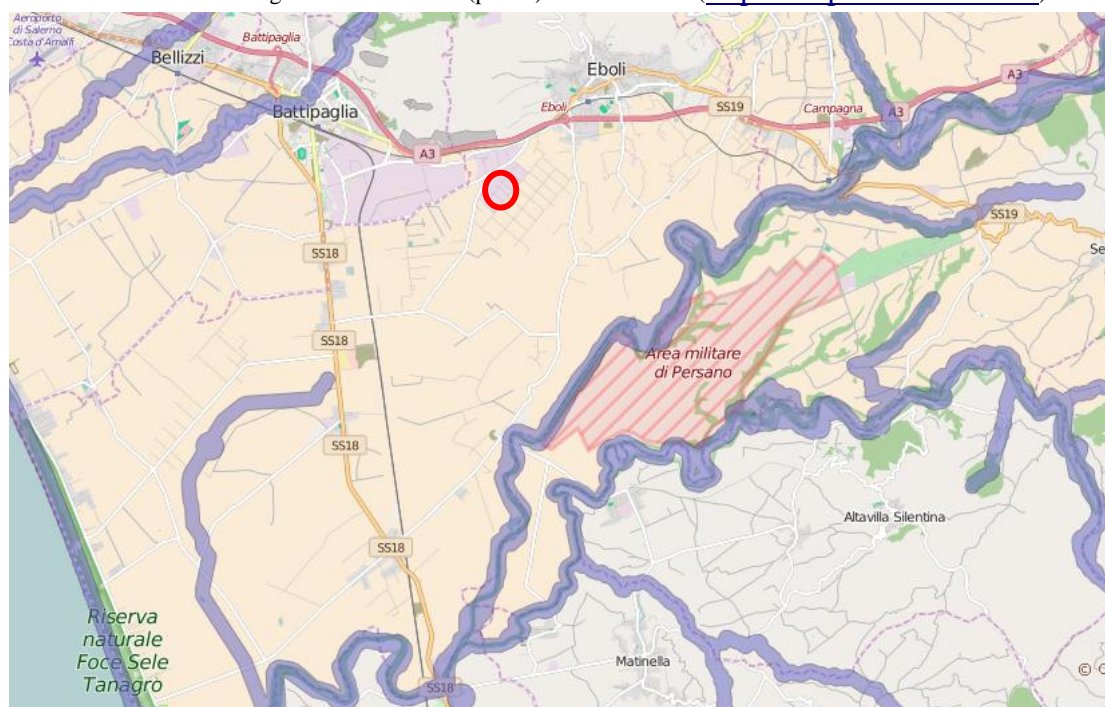 Aeroporto
di Salerno
Costa d'Amalfi
Battipaglia
Bellizzi
Battipaglia
Eboli
Eboli
A3
SS19
Campagna
A3
A3
A3
SS19
SS18
SS18
SS18
SS18
SS18
Area militare
di Persano
Altavilla Silentina
Matinella
Riserva
naturale
Foce Sele
Tanagro
©